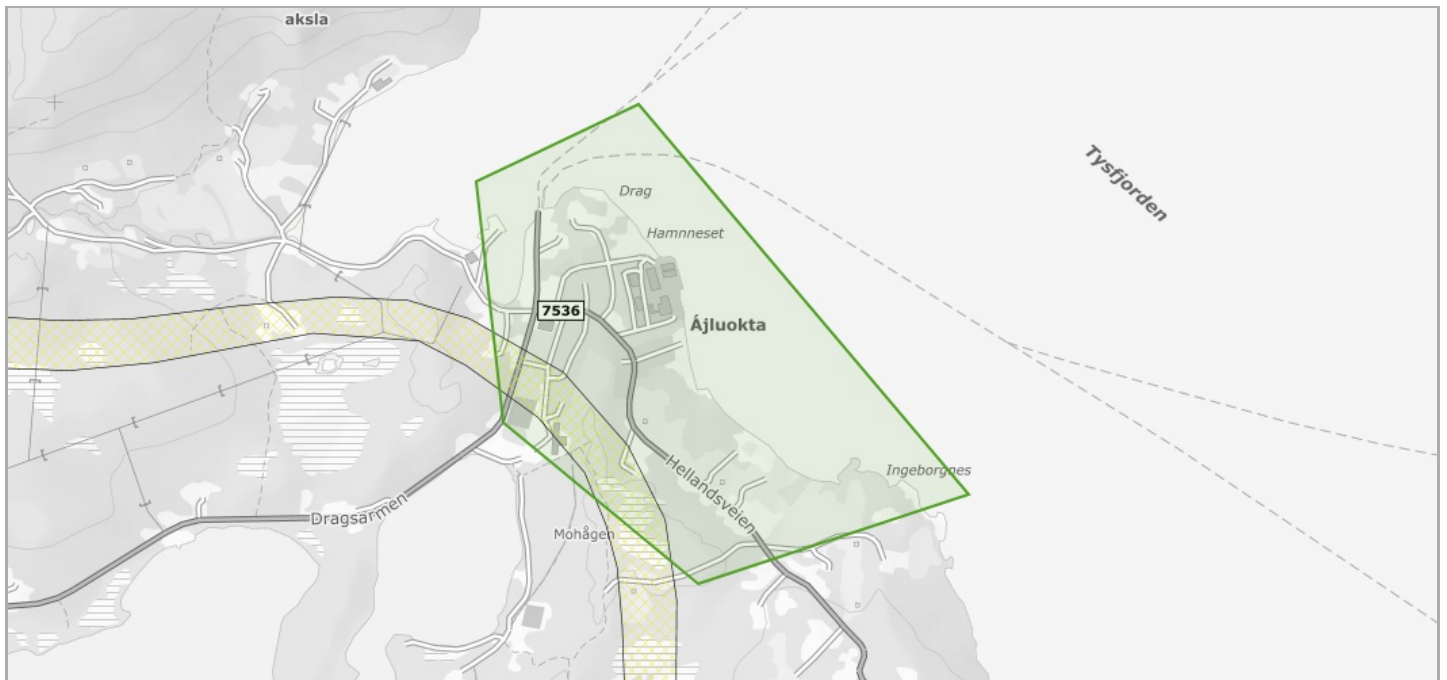 aksla
Tysfjorden
Drag
Hamnneset
7536
Ájluokta
Ingeborgnes
Hellandsveien
Dragsarmen
Mohågen